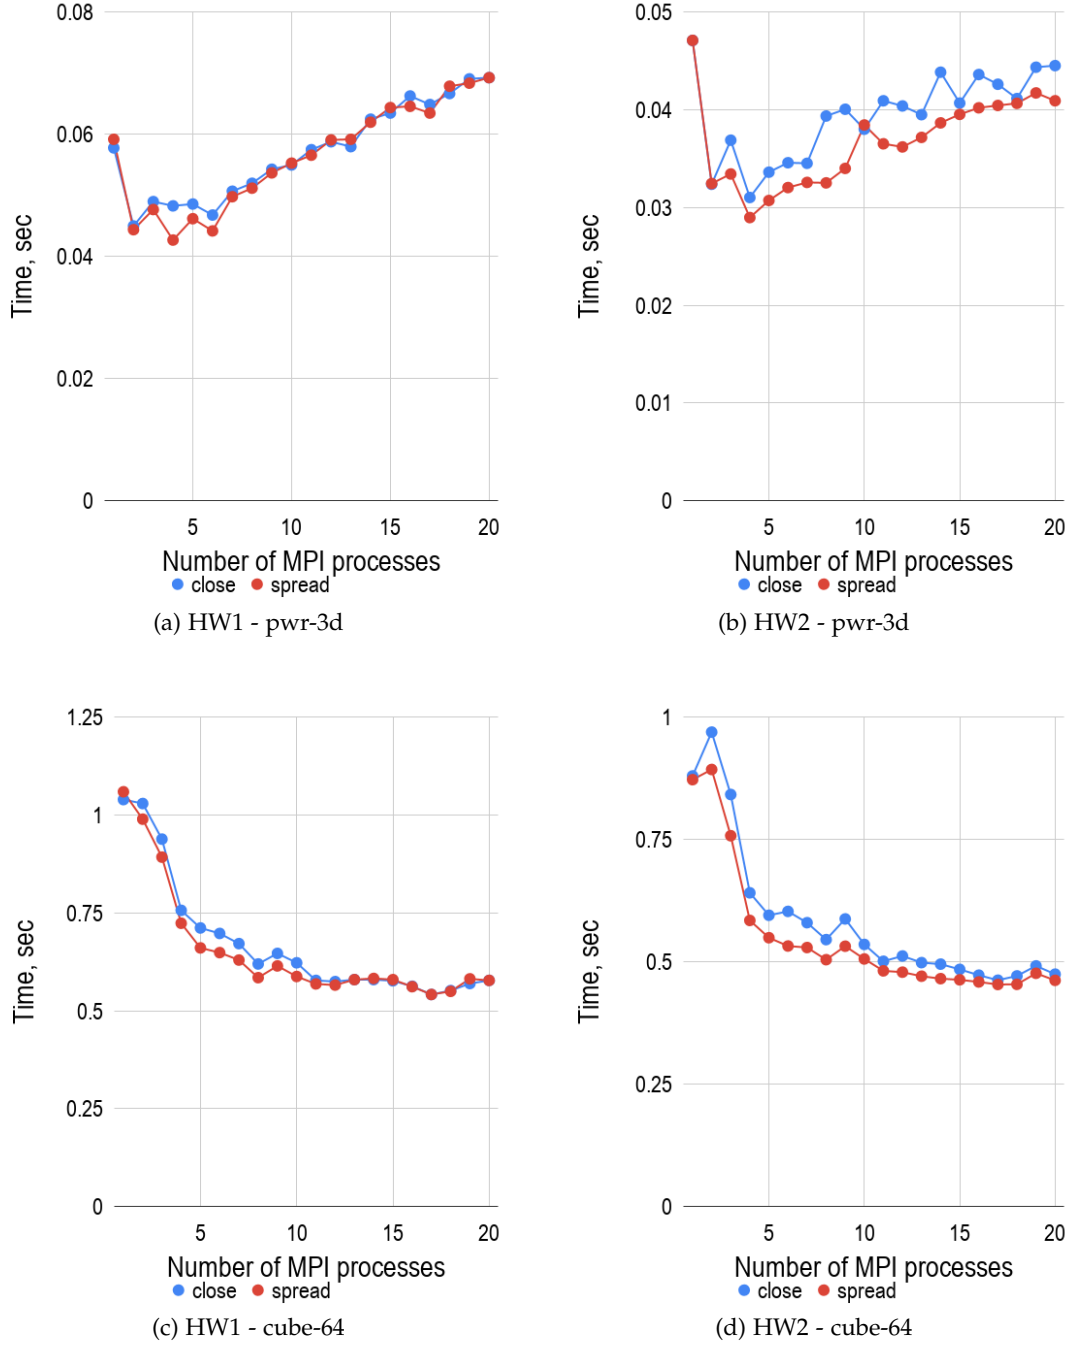 0.08
0.06
0.04
0.02
0
Time, sec
5 10 15 20
Number of MPI processes
close spread
(a) HW1 - pwr-3d
0.05
0.04
0.03
0.02
0.01
0
Time, sec
5 10 15 20
Number of MPI processes
close spread
(b) HW2 - pwr-3d
1.25
1
0.75
0.5
0.25
0
Time, sec
5 10 15 20
Number of MPI processes
close spread
(c) HW1 - cube-64
1
0.75
0.5
0.25
0
Time, sec
5 10 15 20
Number of MPI processes
close spread
(d) HW2 - cube-64